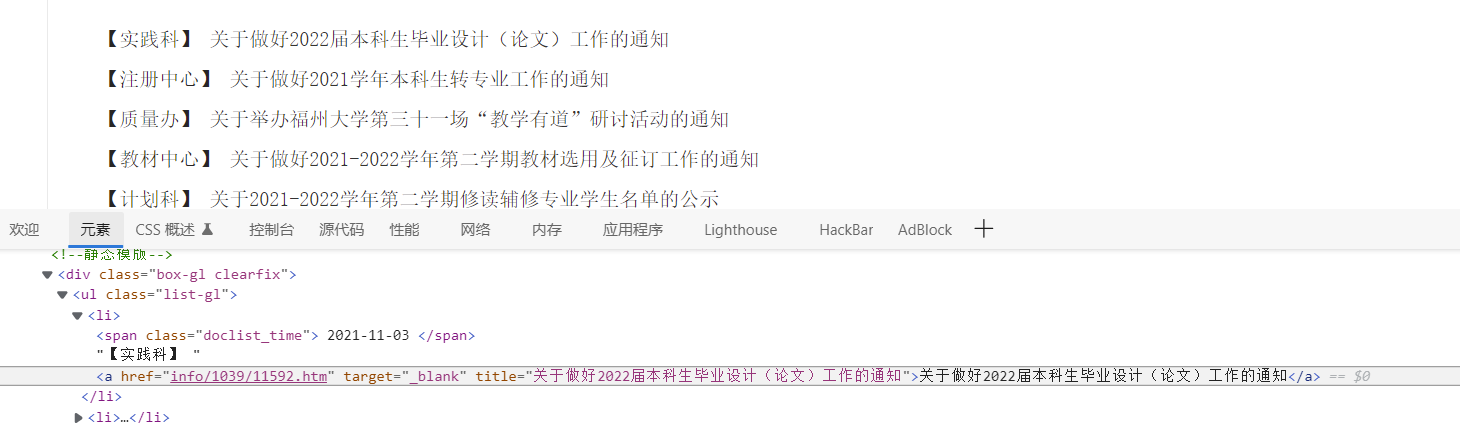 【实践科】 关于做好2022届本科生毕业设计（论文）工作的通知
【注册中心】 关于做好2021学年本科生转专业工作的通知
【质量办】 关于举办福州大学第三十一场“教学有道”研讨活动的通知
【教材中心】 关于做好2021-2022学年第二学期教材选用及征订工作的通知
【计划科】 关于2021-2022学年第二学期修读辅修专业学生名单的公示
欢迎 元素 CSS 概述 控制台 源代码 性能 网络 内存 应用程序 Lighthouse HackBar AdBlock
<!--静态模版-->
<div class="box-gl clearfix">
<ul class="list-gl">
<li>
<span class="doclist_time"> 2021-11-03 </span>
"【实践科】 "
<a href="info/1039/11592.htm" target="_blank" title="关于做好2022届本科生毕业设计（论文）工作的通知">关于做好2022届本科生毕业设计（论文）工作的通知</a> == $0
</li>
<li>…</li>